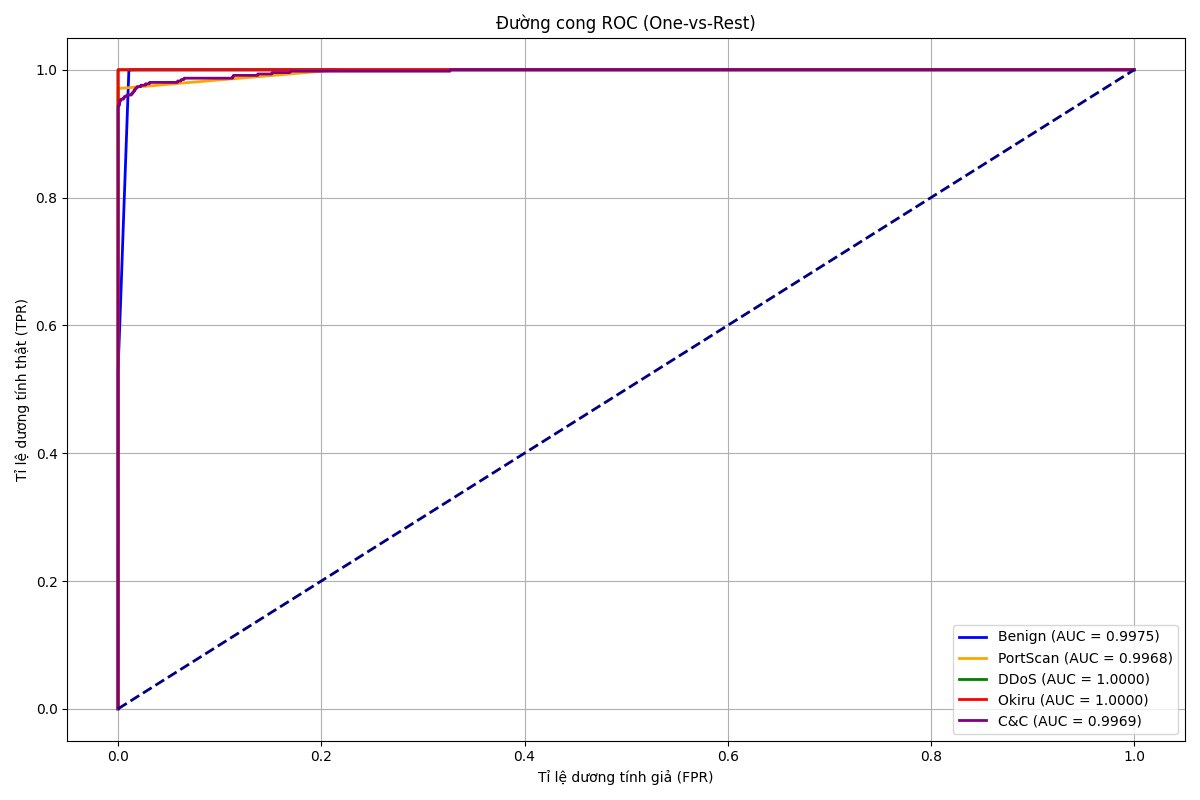 Đường cong ROC (One-vs-Rest)
1.0
0.8
0.6
0.4
0.2
0.0
Tỉ lệ dương tính thật (TPR)
0.0 0.2 0.4 0.6 0.8 1.0
Tỉ lệ dương tính giả (FPR)
Benign (AUC = 0.9975)
PortScan (AUC = 0.9968)
DDoS (AUC = 1.0000)
Okiru (AUC = 1.0000)
C&C (AUC = 0.9969)